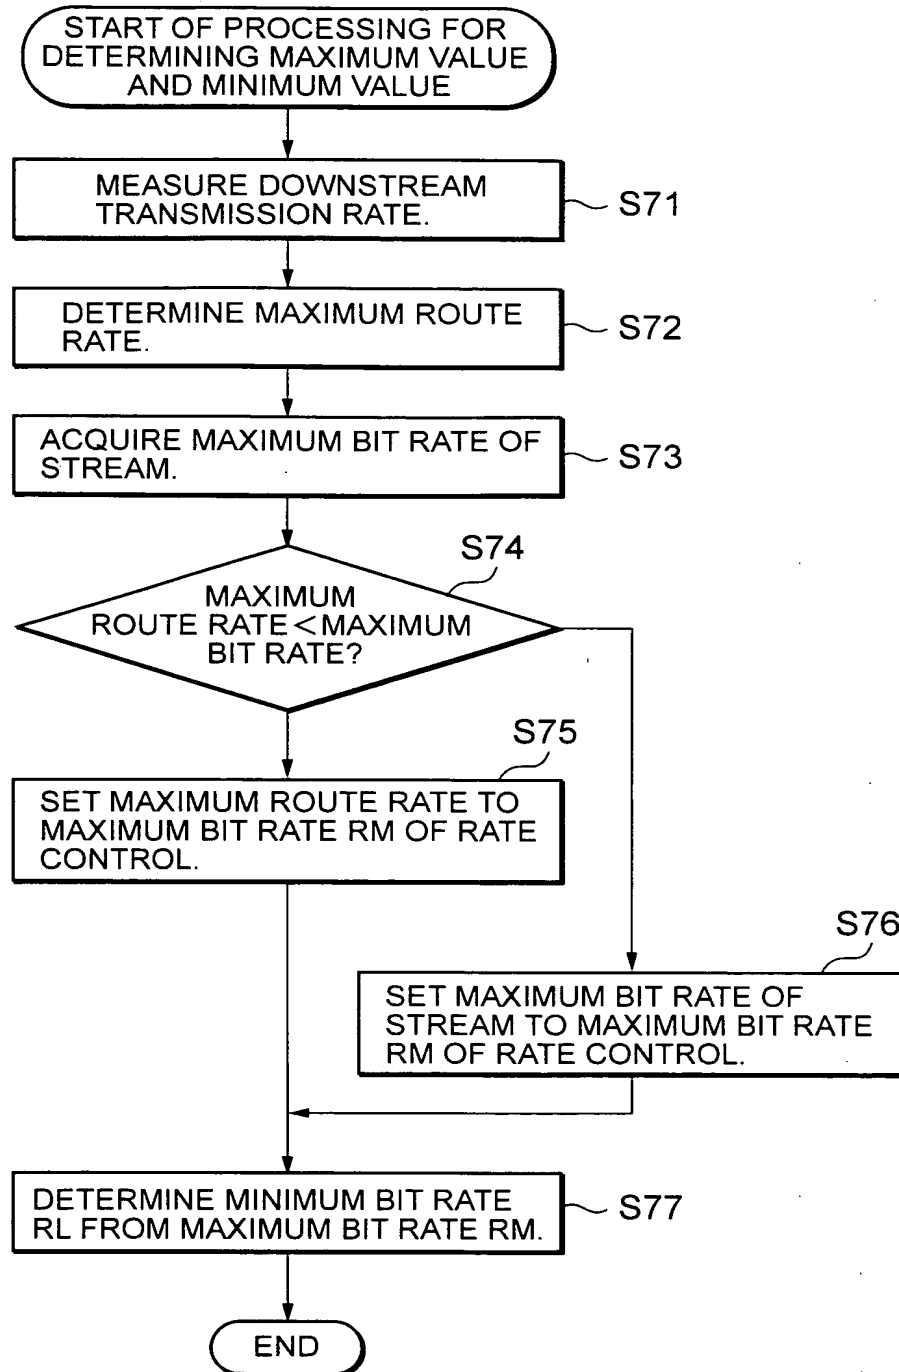 START OF PROCESSING FOR
DETERMINING MAXIMUM VALUE
AND MINIMUM VALUE
MEASURE DOWNSTREAM
TRANSMISSION RATE.
S71
DETERMINE MAXIMUM ROUTE
RATE.
S72
ACQUIRE MAXIMUM BIT RATE OF
STREAM.
S73
S74
MAXIMUM
ROUTE RATE<MAXIMUM
BIT RATE?
S75
SET MAXIMUM ROUTE RATE TO
MAXIMUM BIT RATE RM OF RATE
CONTROL.
S76
SET MAXIMUM BIT RATE OF
STREAM TO MAXIMUM BIT RATE
RM OF RATE CONTROL.
DETERMINE MINIMUM BIT RATE
RL FROM MAXIMUM BIT RATE RM.
S77
END